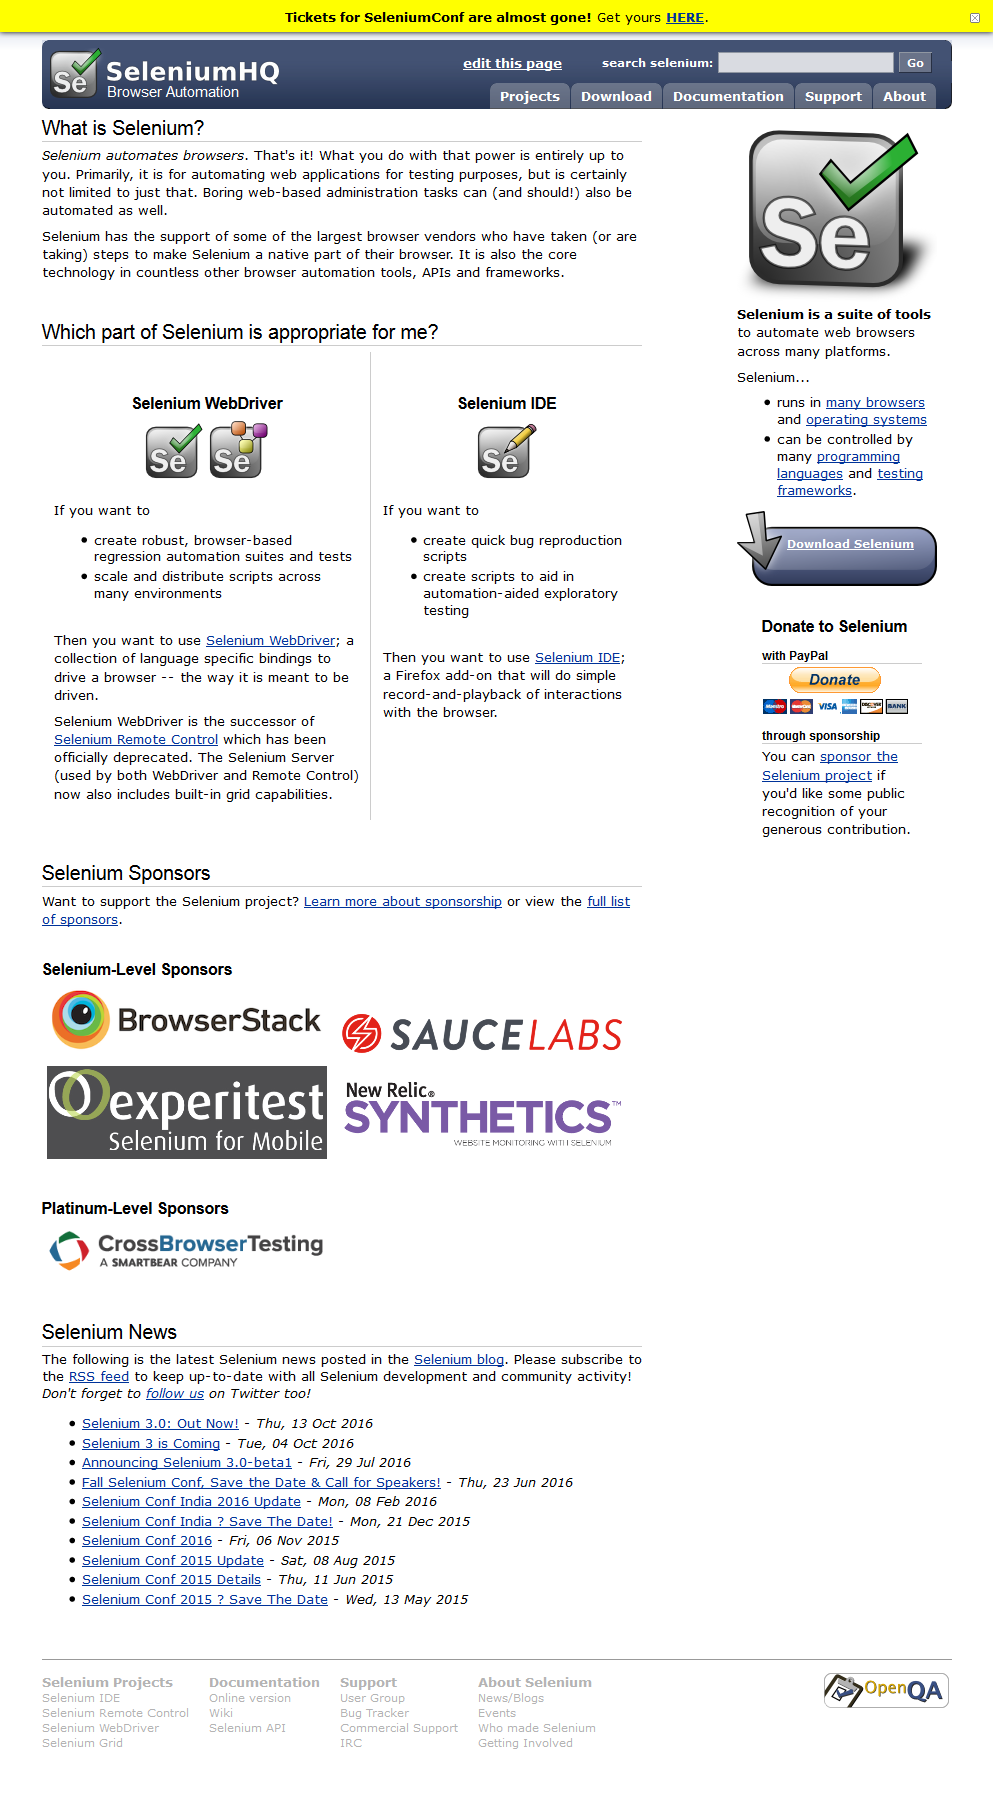 Tickets for SeleniumConf are almost gone! Get yours HERE.
Se
SeleniumHQ
Browser Automation
edit this page
search selenium:
Go
Projects
Download
Documentation
Support
About
What is Selenium?
Selenium automates browsers. That's it! What you do with that power is entirely up to
you. Primarily, it is for automating web applications for testing purposes, but is certainly
not limited to just that. Boring web-based administration tasks can (and should!) also be
automated as well.
Selenium has the support of some of the largest browser vendors who have taken (or are
taking) steps to make Selenium a native part of their browser. It is also the core
technology in countless other browser automation tools, APIs and frameworks.
Which part of Selenium is appropriate for me?
Selenium WebDriver
Se
Se
If you want to
create robust, browser-based
regression automation suites and tests
scale and distribute scripts across
many environments
Then you want to use Selenium WebDriver; a
collection of language specific bindings to
drive a browser -- the way it is meant to be
driven.
Selenium WebDriver is the successor of
Selenium Remote Control which has been
officially deprecated. The Selenium Server
(used by both WebDriver and Remote Control)
now also includes built-in grid capabilities.
Selenium IDE
Se
If you want to
create quick bug reproduction
scripts
create scripts to aid in
automation-aided exploratory
testing
Then you want to use Selenium IDE;
a Firefox add-on that will do simple
record-and-playback of interactions
with the browser.
Se
Selenium is a suite of tools
to automate web browsers
across many platforms.
Selenium...
runs in many browsers
and operating systems
can be controlled by
many programming
languages and testing
frameworks.
Download Selenium
Donate to Selenium
with PayPal
Donate
Maestro MasterCard VISA DISCOVER BANK
through sponsorship
You can sponsor the
Selenium project if
you'd like some public
recognition of your
generous contribution.
Selenium Sponsors
Want to support the Selenium project? Learn more about sponsorship or view the full list
of sponsors.
Selenium-Level Sponsors
BrowserStack
SAUCELABS
experitest
Selenium for Mobile
New Relic®
SYNTHETICS™
WEBSITE MONITORING WITH SELENIUM
Platinum-Level Sponsors
CrossBrowserTesting
A SMARTBEAR COMPANY
Selenium News
The following is the latest Selenium news posted in the Selenium blog. Please subscribe to
the RSS feed to keep up-to-date with all Selenium development and community activity!
Don't forget to follow us on Twitter too!
Selenium 3.0: Out Now! - Thu, 13 Oct 2016
Selenium 3 is Coming - Tue, 04 Oct 2016
Announcing Selenium 3.0-beta1 - Fri, 29 Jul 2016
Fall Selenium Conf, Save the Date & Call for Speakers! - Thu, 23 Jun 2016
Selenium Conf India 2016 Update - Mon, 08 Feb 2016
Selenium Conf India ? Save The Date! - Mon, 21 Dec 2015
Selenium Conf 2016 - Fri, 06 Nov 2015
Selenium Conf 2015 Update - Sat, 08 Aug 2015
Selenium Conf 2015 Details - Thu, 11 Jun 2015
Selenium Conf 2015 ? Save The Date - Wed, 13 May 2015
Selenium Projects
Selenium IDE
Selenium Remote Control
Selenium WebDriver
Selenium Grid
Documentation
Online version
Wiki
Selenium API
Support
User Group
Bug Tracker
Commercial Support
IRC
About Selenium
News/Blogs
Events
Who made Selenium
Getting Involved
OpenQA